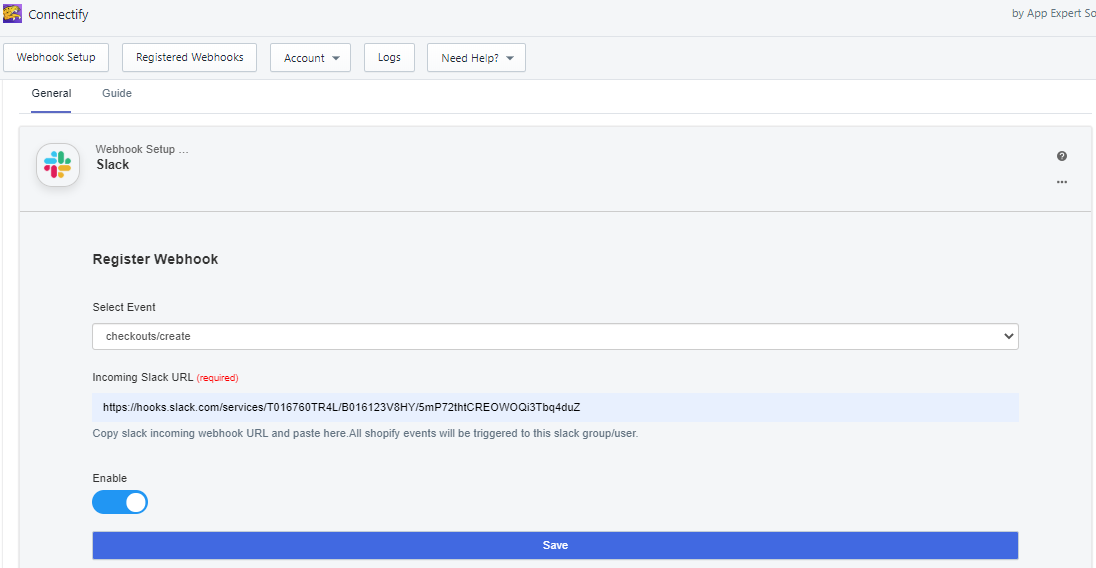 Connectify
by App Expert So
Webhook Setup
Registered Webhooks
Account
Logs
Need Help?
General
Guide
Webhook Setup ...
Slack
Register Webhook
Select Event
checkouts/create
Incoming Slack URL (required)
https://hooks.slack.com/services/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
Copy slack incoming webhook URL and paste here.All shopify events will be triggered to this slack group/user.
Enable
Save